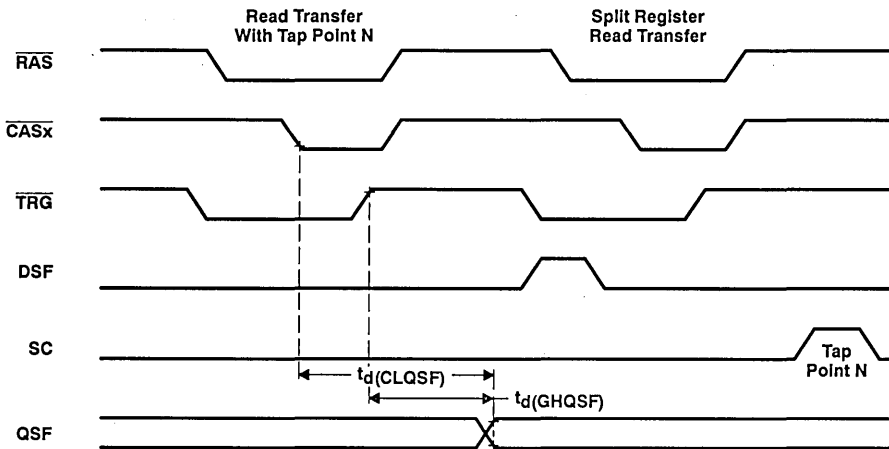 Read Transfer
With Tap Point N
Split Register
Read Transfer
RAS
CASx
TRG
DSF
SC
Tap
Point N
td(CLQSF)
td(GHQSF)
QSF